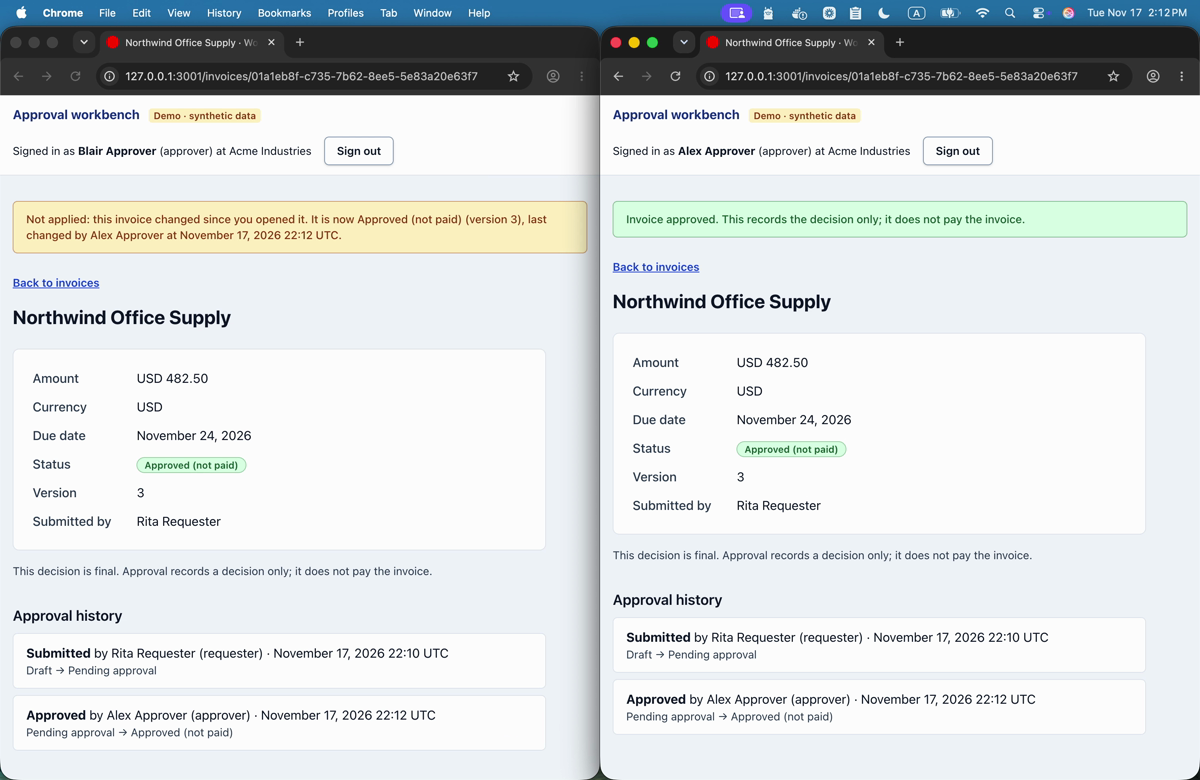 Chrome File Edit View History Bookmarks Profiles Tab Window Help
A
Tue Nov 17 2:12 PM
Northwind Office Supply · Wo
127.0.0.1:3001/invoices/01a1eb8f-c735-7b62-8ee5-5e83a20e63f7
Approval workbench Demo · synthetic data
Signed in as Blair Approver (approver) at Acme Industries Sign out
Not applied: this invoice changed since you opened it. It is now Approved (not paid) (version 3), last
changed by Alex Approver at November 17, 2026 22:12 UTC.
Back to invoices
Northwind Office Supply
Amount USD 482.50
Currency USD
Due date November 24, 2026
Status Approved (not paid)
Version 3
Submitted by Rita Requester
This decision is final. Approval records a decision only; it does not pay the invoice.
Approval history
Submitted by Rita Requester (requester) · November 17, 2026 22:10 UTC
Draft → Pending approval
Approved by Alex Approver (approver) · November 17, 2026 22:12 UTC
Pending approval → Approved (not paid)
Northwind Office Supply · Wo
127.0.0.1:3001/invoices/01a1eb8f-c735-7b62-8ee5-5e83a20e63f7
Approval workbench Demo · synthetic data
Signed in as Alex Approver (approver) at Acme Industries Sign out
Invoice approved. This records the decision only; it does not pay the invoice.
Back to invoices
Northwind Office Supply
Amount USD 482.50
Currency USD
Due date November 24, 2026
Status Approved (not paid)
Version 3
Submitted by Rita Requester
This decision is final. Approval records a decision only; it does not pay the invoice.
Approval history
Submitted by Rita Requester (requester) · November 17, 2026 22:10 UTC
Draft → Pending approval
Approved by Alex Approver (approver) · November 17, 2026 22:12 UTC
Pending approval → Approved (not paid)